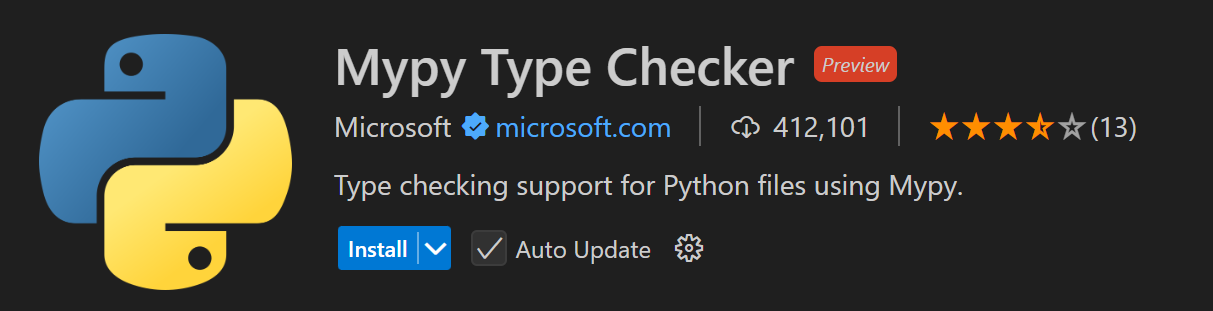 Mypy Type Checker Preview
Microsoft microsoft.com 412,101 (13)
Type checking support for Python files using Mypy.
Install Auto Update